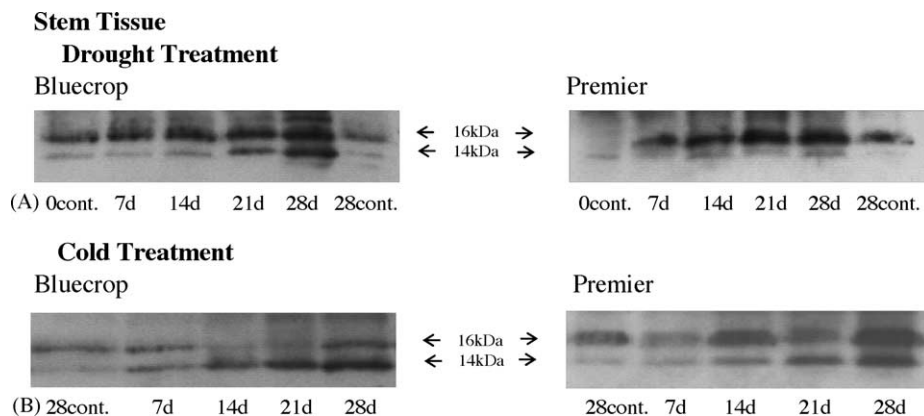 Stem Tissue
Drought Treatment
Bluecrop Premier
← 16kDa →
← 14kDa →
(A) 0cont. 7d 14d 21d 28d 28cont. 0cont. 7d 14d 21d 28d 28cont.
Cold Treatment
Bluecrop Premier
← 16kDa →
← 14kDa →
(B) 28cont. 7d 14d 21d 28d 28cont. 7d 14d 21d 28d